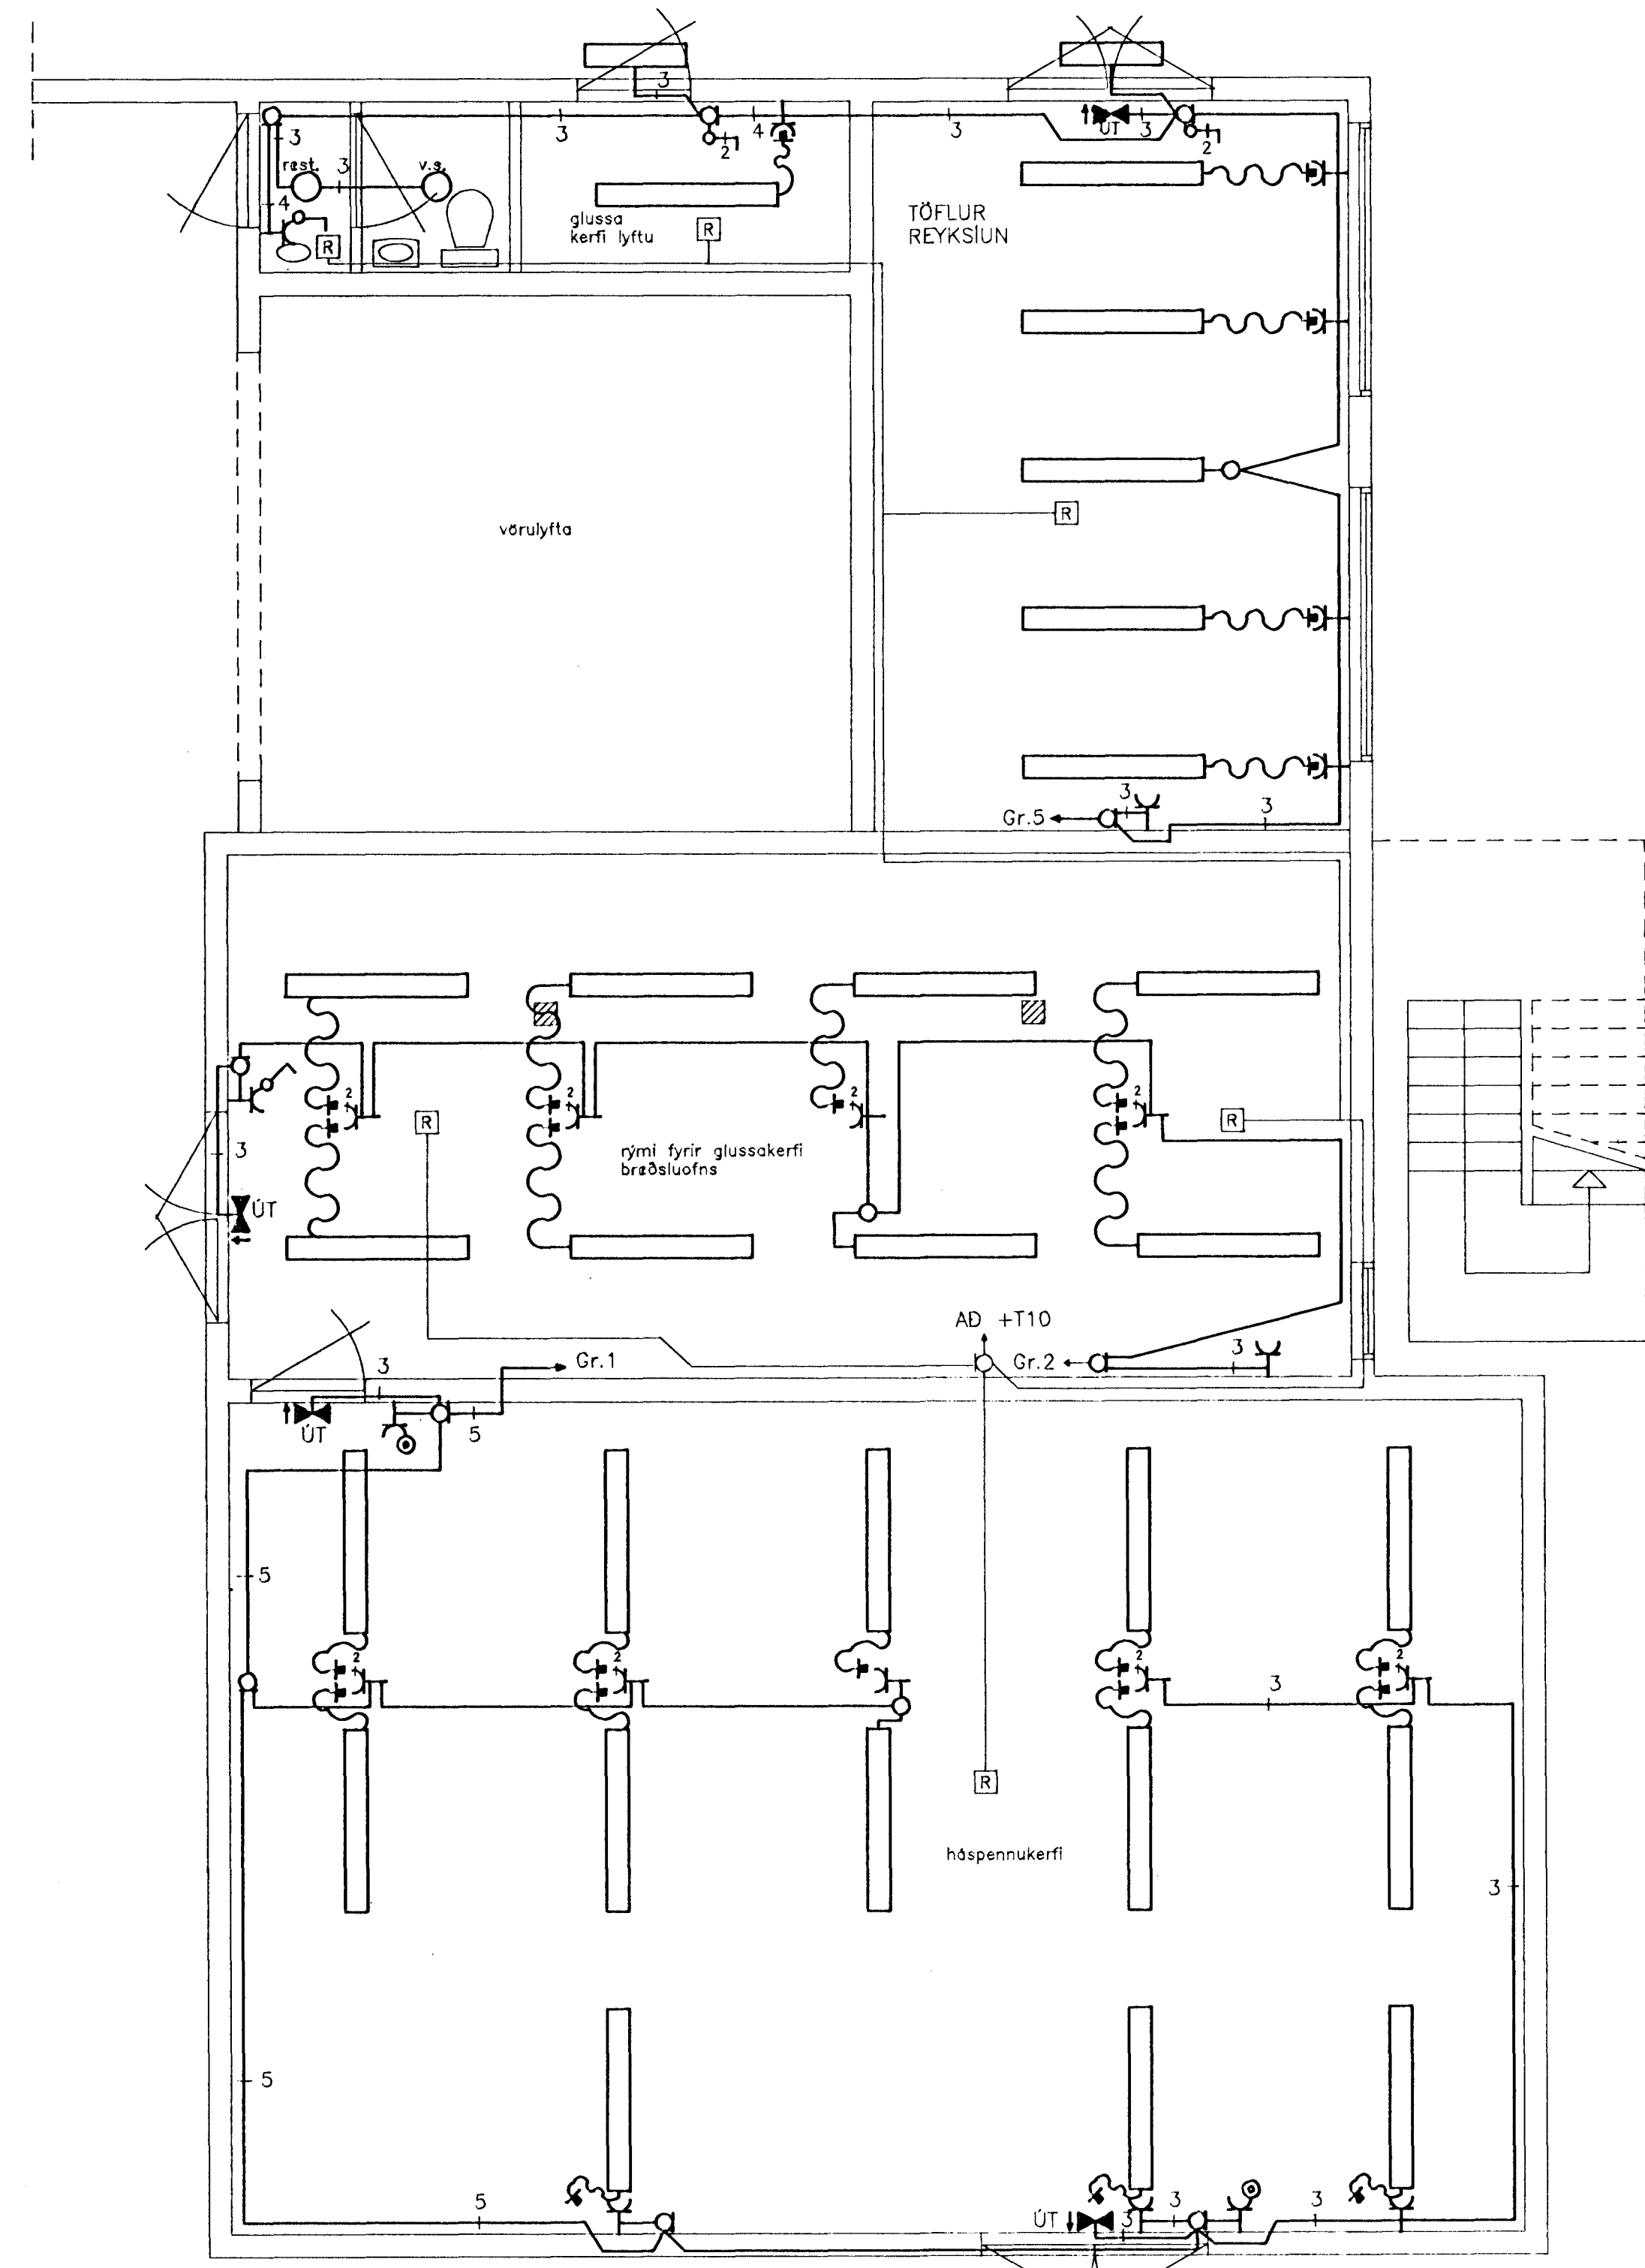 3
3
4
3
ÚT
3
2
2
3
rest.
3
v.s.
4
R
glussa
kerfi lyftu
R
TÖFLUR
REYKSÍUN
R
vörulyfta
3
3
Gr.5
2
2
2
2
R
R
3
rými fyrir glussakerfi
bræðsluofns
ÚT
AÐ +T10
Gr.1
Gr.2
3
3
ÚT
5
5
2
2
2
2
3
R
háspennukerfi
3
5
5
ÚT
3
3
3